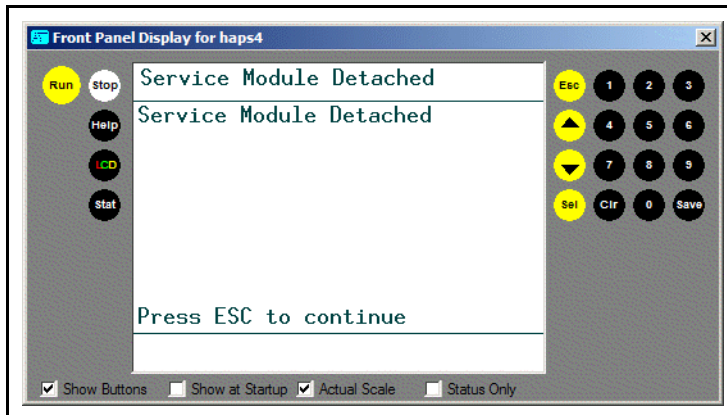 Front Panel Display for haps4
Run Stop
Help
LCD
Stat
Service Module Detached
Service Module Detached
Press ESC to continue
Esc 1 2 3
4 5 6
7 8 9
Sel Clr 0 Save
Show Buttons Show at Startup Actual Scale Status Only